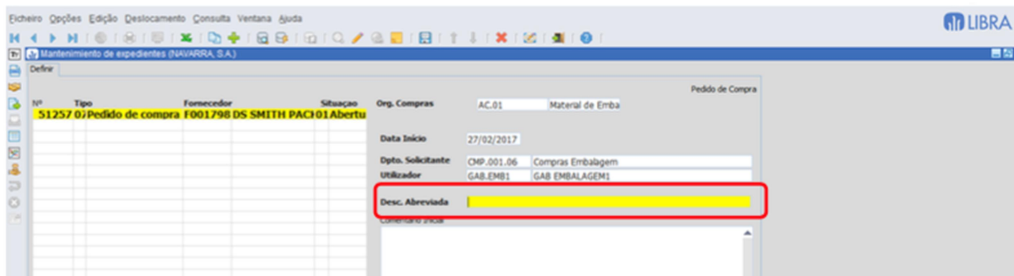 Ficheiro Opções Edição Deslocamento Consulta Ventana Ajuda
LIBRA
Mantenimiento de expedientes (NAVARRA, S.A.)
Definir
Pedido de Compra
Nº Tipo Fornecedor Situaçao
51257 07 Pedido de compra F001798 DS SMITH PACK 01 Abertu
Org. Compras AC.01 Material de Emba
Data Início 27/02/2017
Dpto. Solicitante CMP.001.06 Compras Embalagem
Utilizador GAB.EMB1 GAB EMBALAGEM1
Desc. Abreviada
Comentário Inicial